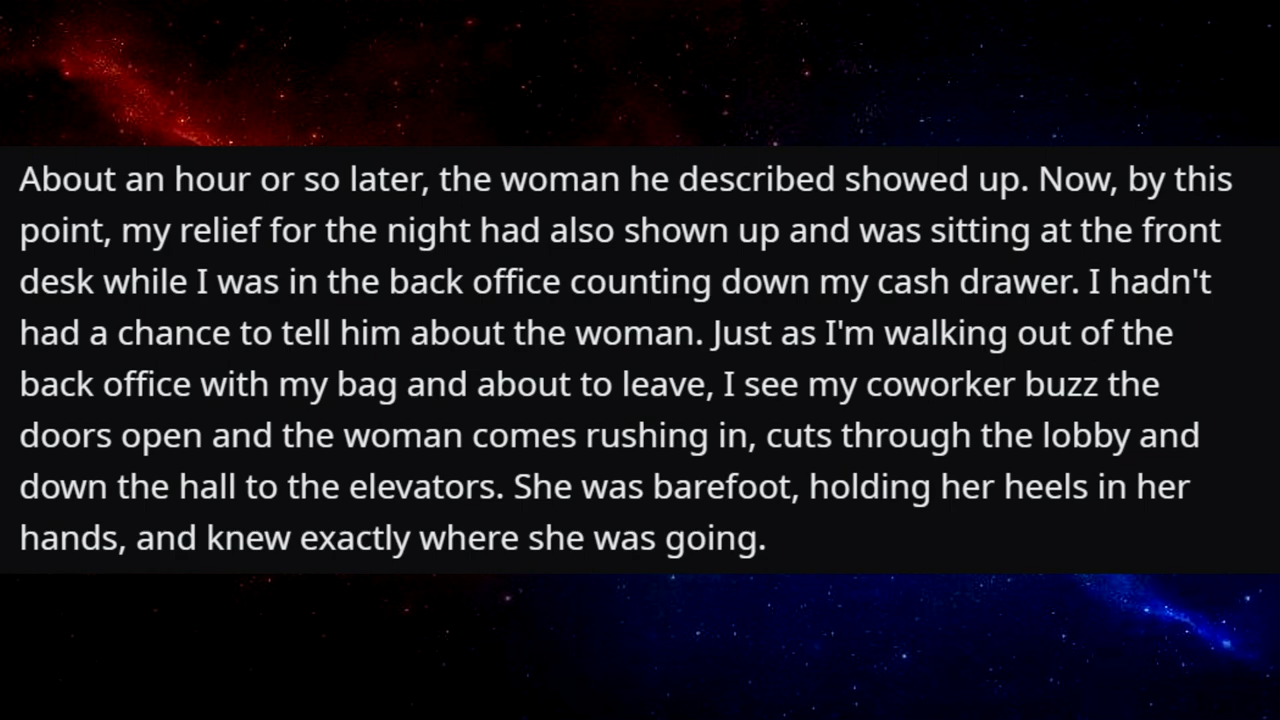 About an hour or so later, the woman he described showed up. Now, by this
point, my relief for the night had also shown up and was sitting at the front
desk while I was in the back office counting down my cash drawer. I hadn't
had a chance to tell him about the woman. Just as I'm walking out of the
back office with my bag and about to leave, I see my coworker buzz the
doors open and the woman comes rushing in, cuts through the lobby and
down the hall to the elevators. She was barefoot, holding her heels in her
hands, and knew exactly where she was going.